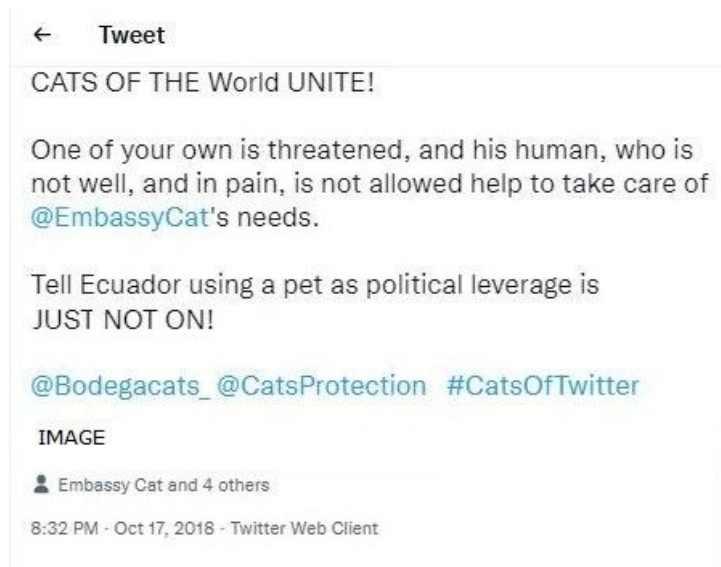 ← Tweet
CATS OF THE World UNITE!
One of your own is threatened, and his human, who is
not well, and in pain, is not allowed help to take care of
@EmbassyCat's needs.
Tell Ecuador using a pet as political leverage is
JUST NOT ON!
@Bodegacats_ @CatsProtection #CatsOfTwitter
IMAGE
Embassy Cat and 4 others
8:32 PM · Oct 17, 2018 · Twitter Web Client